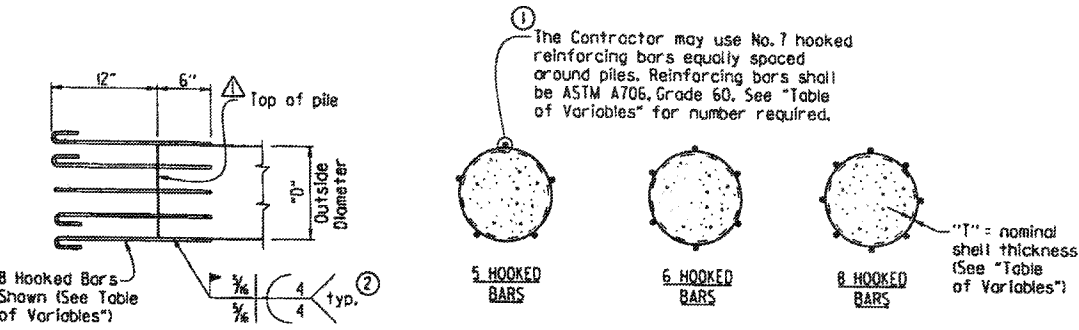 ①
The Contractor may use No. 7 hooked
reinforcing bars equally spaced
around piles. Reinforcing bars shall
be ASTM A706, Grade 60. See "Table
of Variables" for number required.
12"
6"
1
Top of pile
"D"
Outside
Diameter
8 Hooked Bars
Shown (See Table
of Variables")
5/16
5/16
4
4
typ.
②
5 HOOKED
BARS
6 HOOKED
BARS
8 HOOKED
BARS
"T" = nominal
shell thickness
(See "Table
of Variables")